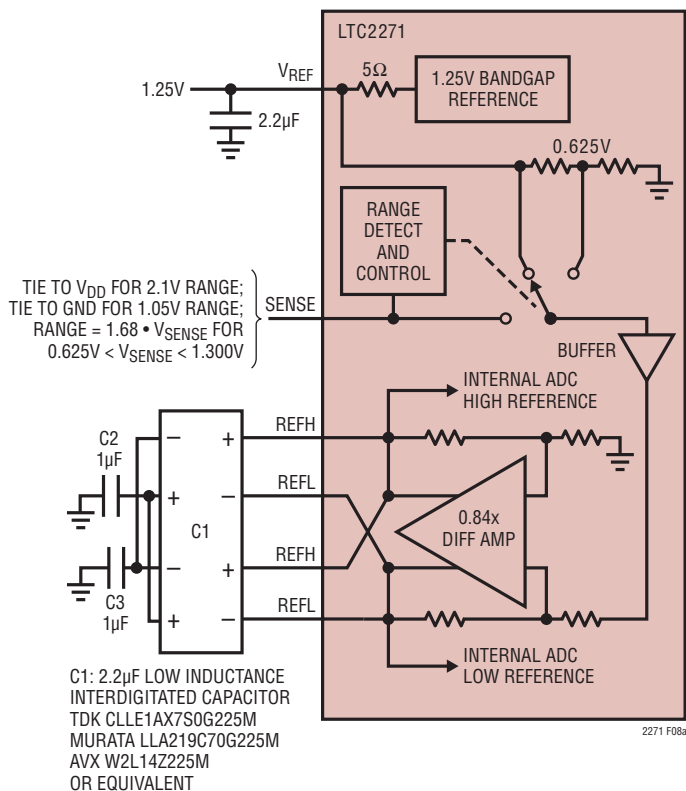 LTC2271
VREF
5Ω
1.25V
1.25V BANDGAP
REFERENCE
2.2µF
0.625V
RANGE
DETECT
AND
CONTROL
TIE TO VDD FOR 2.1V RANGE;
TIE TO GND FOR 1.05V RANGE;
RANGE = 1.68 • VSENSE FOR
0.625V < VSENSE < 1.300V
SENSE
BUFFER
INTERNAL ADC
HIGH REFERENCE
C2
1µF
REFH
REFL
REFH
REFL
–
+
+
–
C1
–
+
+
–
0.84x
DIFF AMP
C3
1µF
INTERNAL ADC
LOW REFERENCE
C1: 2.2µF LOW INDUCTANCE
INTERDIGITATED CAPACITOR
TDK CLLE1AX7S0G225M
MURATA LLA219C70G225M
AVX W2L14Z225M
OR EQUIVALENT
2271 F08a